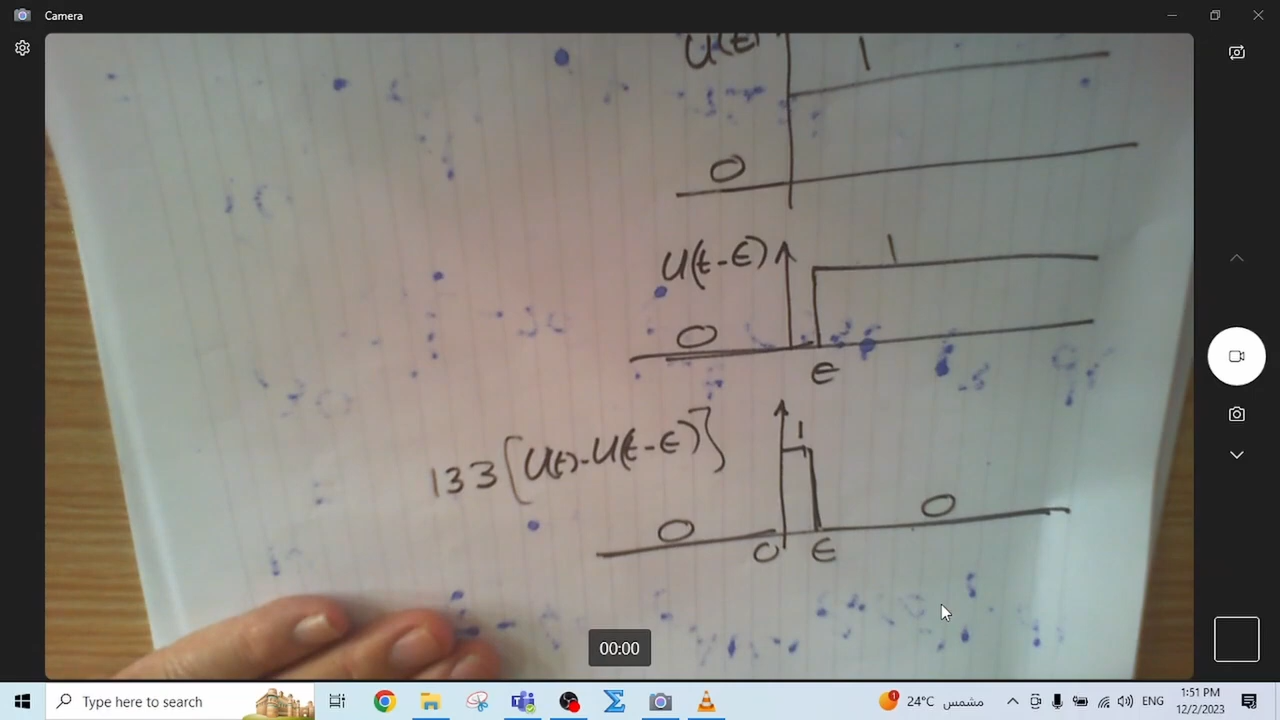 Camera
U(t)
1
0
U(t-ϵ)
1
0
ϵ
133[U(t)-U(t-ϵ)]
1
0
0
0
ϵ
00:00
Type here to search
1
24°C
مشمس
ENG
1:51 PM
12/2/2023